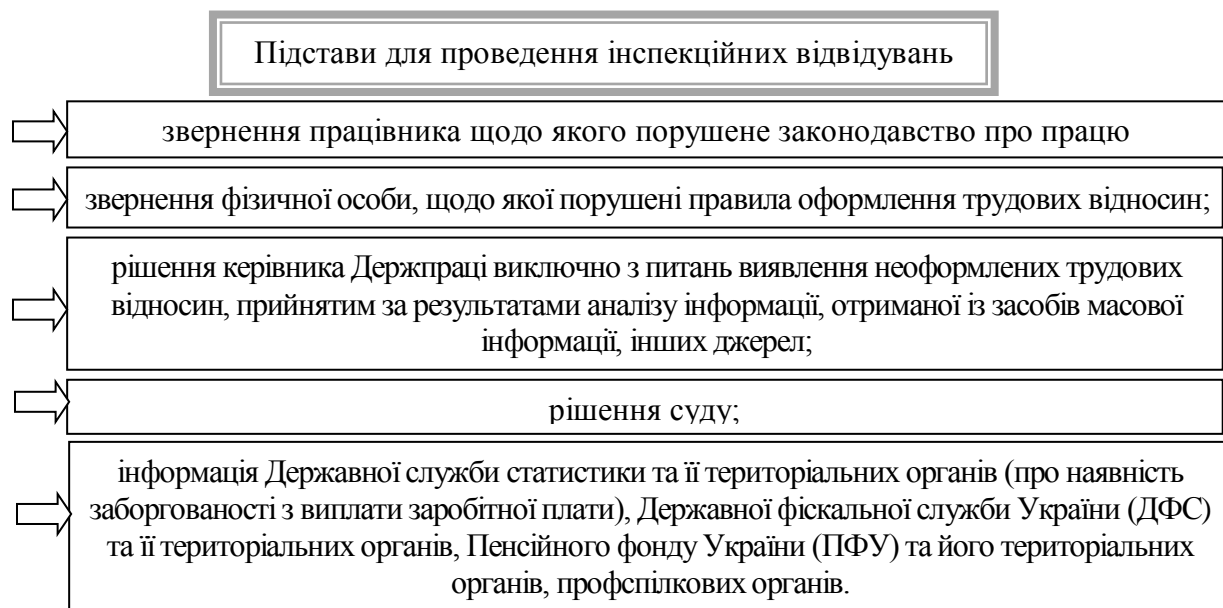 Підстави для проведення інспекційних відвідувань
звернення працівника щодо якого порушене законодавство про працю
звернення фізичної особи, щодо якої порушені правила оформлення трудових відносин;
рішення керівника Держпраці виключно з питань виявлення неоформлених трудових
відносин, прийнятим за результатами аналізу інформації, отриманої із засобів масової
інформації, інших джерел;
рішення суду;
інформація Державної служби статистики та її територіальних органів (про наявність
заборгованості з виплати заробітної плати), Державної фіскальної служби України (ДФС)
та її територіальних органів, Пенсійного фонду України (ПФУ) та його територіальних
органів, профспілкових органів.